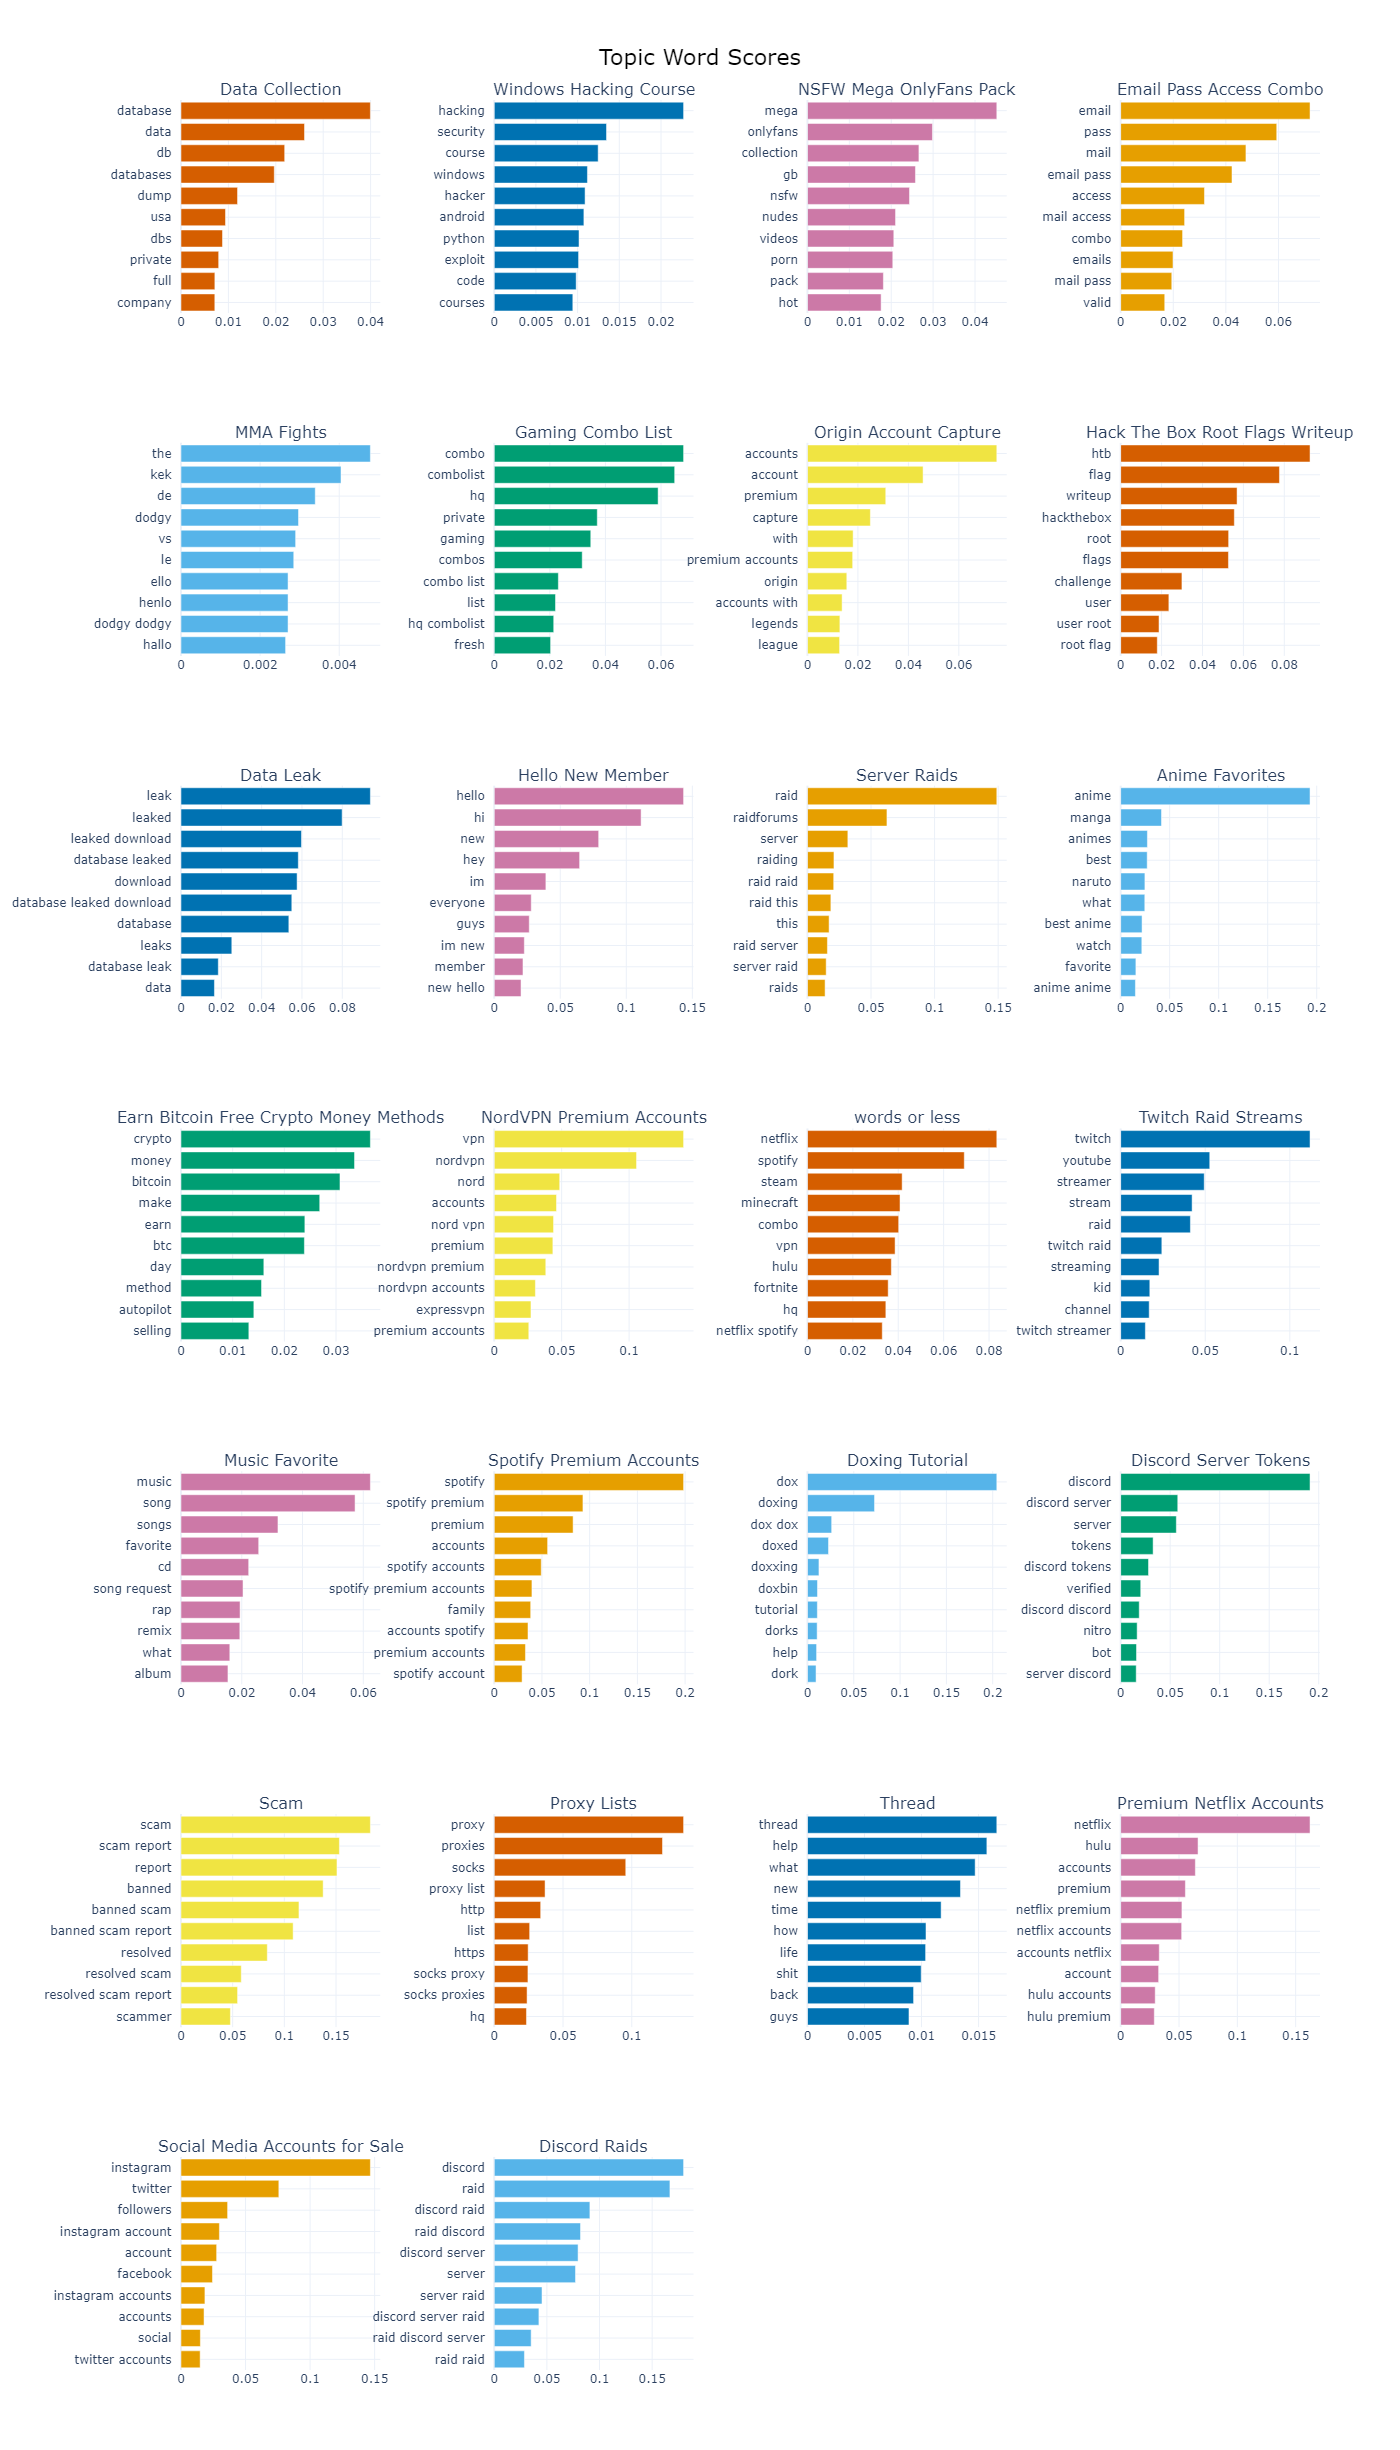 Topic Word Scores
Data Collection
database
data
db
databases
dump
usa
dbs
private
full
company
0 0.01 0.02 0.03 0.04
Windows Hacking Course
hacking
security
course
windows
hacker
android
python
exploit
code
courses
0 0.005 0.01 0.015 0.02
NSFW Mega OnlyFans Pack
mega
onlyfans
collection
gb
nsfw
nudes
videos
porn
pack
hot
0 0.01 0.02 0.03 0.04
Email Pass Access Combo
email
pass
mail
email pass
access
mail access
combo
emails
mail pass
valid
0 0.02 0.04 0.06
MMA Fights
the
kek
de
dodgy
vs
le
ello
henlo
dodgy dodgy
hallo
0 0.002 0.004
Gaming Combo List
combo
combolist
hq
private
gaming
combos
combo list
list
hq combolist
fresh
0 0.02 0.04 0.06
Origin Account Capture
accounts
account
premium
capture
with
premium accounts
origin
accounts with
legends
league
0 0.02 0.04 0.06
Hack The Box Root Flags Writeup
htb
flag
writeup
hackthebox
root
flags
challenge
user
user root
root flag
0 0.02 0.04 0.06 0.08
Data Leak
leak
leaked
leaked download
database leaked
download
database leaked download
database
leaks
database leak
data
0 0.02 0.04 0.06 0.08
Hello New Member
hello
hi
new
hey
im
everyone
guys
im new
member
new hello
0 0.05 0.1 0.15
Server Raids
raid
raidforums
server
raiding
raid raid
raid this
this
raid server
server raid
raids
0 0.05 0.1 0.15
Anime Favorites
anime
manga
animes
best
naruto
what
best anime
watch
favorite
anime anime
0 0.05 0.1 0.15 0.2
Earn Bitcoin Free Crypto Money Methods
crypto
money
bitcoin
make
earn
btc
day
method
autopilot
selling
0 0.01 0.02 0.03
NordVPN Premium Accounts
vpn
nordvpn
nord
accounts
nord vpn
premium
nordvpn premium
nordvpn accounts
expressvpn
premium accounts
0 0.05 0.1
words or less
netflix
spotify
steam
minecraft
combo
vpn
hulu
fortnite
hq
netflix spotify
0 0.02 0.04 0.06 0.08
Twitch Raid Streams
twitch
youtube
streamer
stream
raid
twitch raid
streaming
kid
channel
twitch streamer
0 0.05 0.1
Music Favorite
music
song
songs
favorite
cd
song request
rap
remix
what
album
0 0.02 0.04 0.06
Spotify Premium Accounts
spotify
spotify premium
premium
accounts
spotify accounts
spotify premium accounts
family
accounts spotify
premium accounts
spotify account
0 0.05 0.1 0.15 0.2
Doxing Tutorial
dox
doxing
dox dox
doxed
doxxing
doxbin
tutorial
dorks
help
dork
0 0.05 0.1 0.15 0.2
Discord Server Tokens
discord
discord server
server
tokens
discord tokens
verified
discord discord
nitro
bot
server discord
0 0.05 0.1 0.15 0.2
Scam
scam
scam report
report
banned
banned scam
banned scam report
resolved
resolved scam
resolved scam report
scammer
0 0.05 0.1 0.15
Proxy Lists
proxy
proxies
socks
proxy list
http
list
https
socks proxy
socks proxies
hq
0 0.05 0.1
Thread
thread
help
what
new
time
how
life
shit
back
guys
0 0.005 0.01 0.015
Premium Netflix Accounts
netflix
hulu
accounts
premium
netflix premium
netflix accounts
accounts netflix
account
hulu accounts
hulu premium
0 0.05 0.1 0.15
Social Media Accounts for Sale
instagram
twitter
followers
instagram account
account
facebook
instagram accounts
accounts
social
twitter accounts
0 0.05 0.1 0.15
Discord Raids
discord
raid
discord raid
raid discord
discord server
server
server raid
discord server raid
raid discord server
raid raid
0 0.05 0.1 0.15